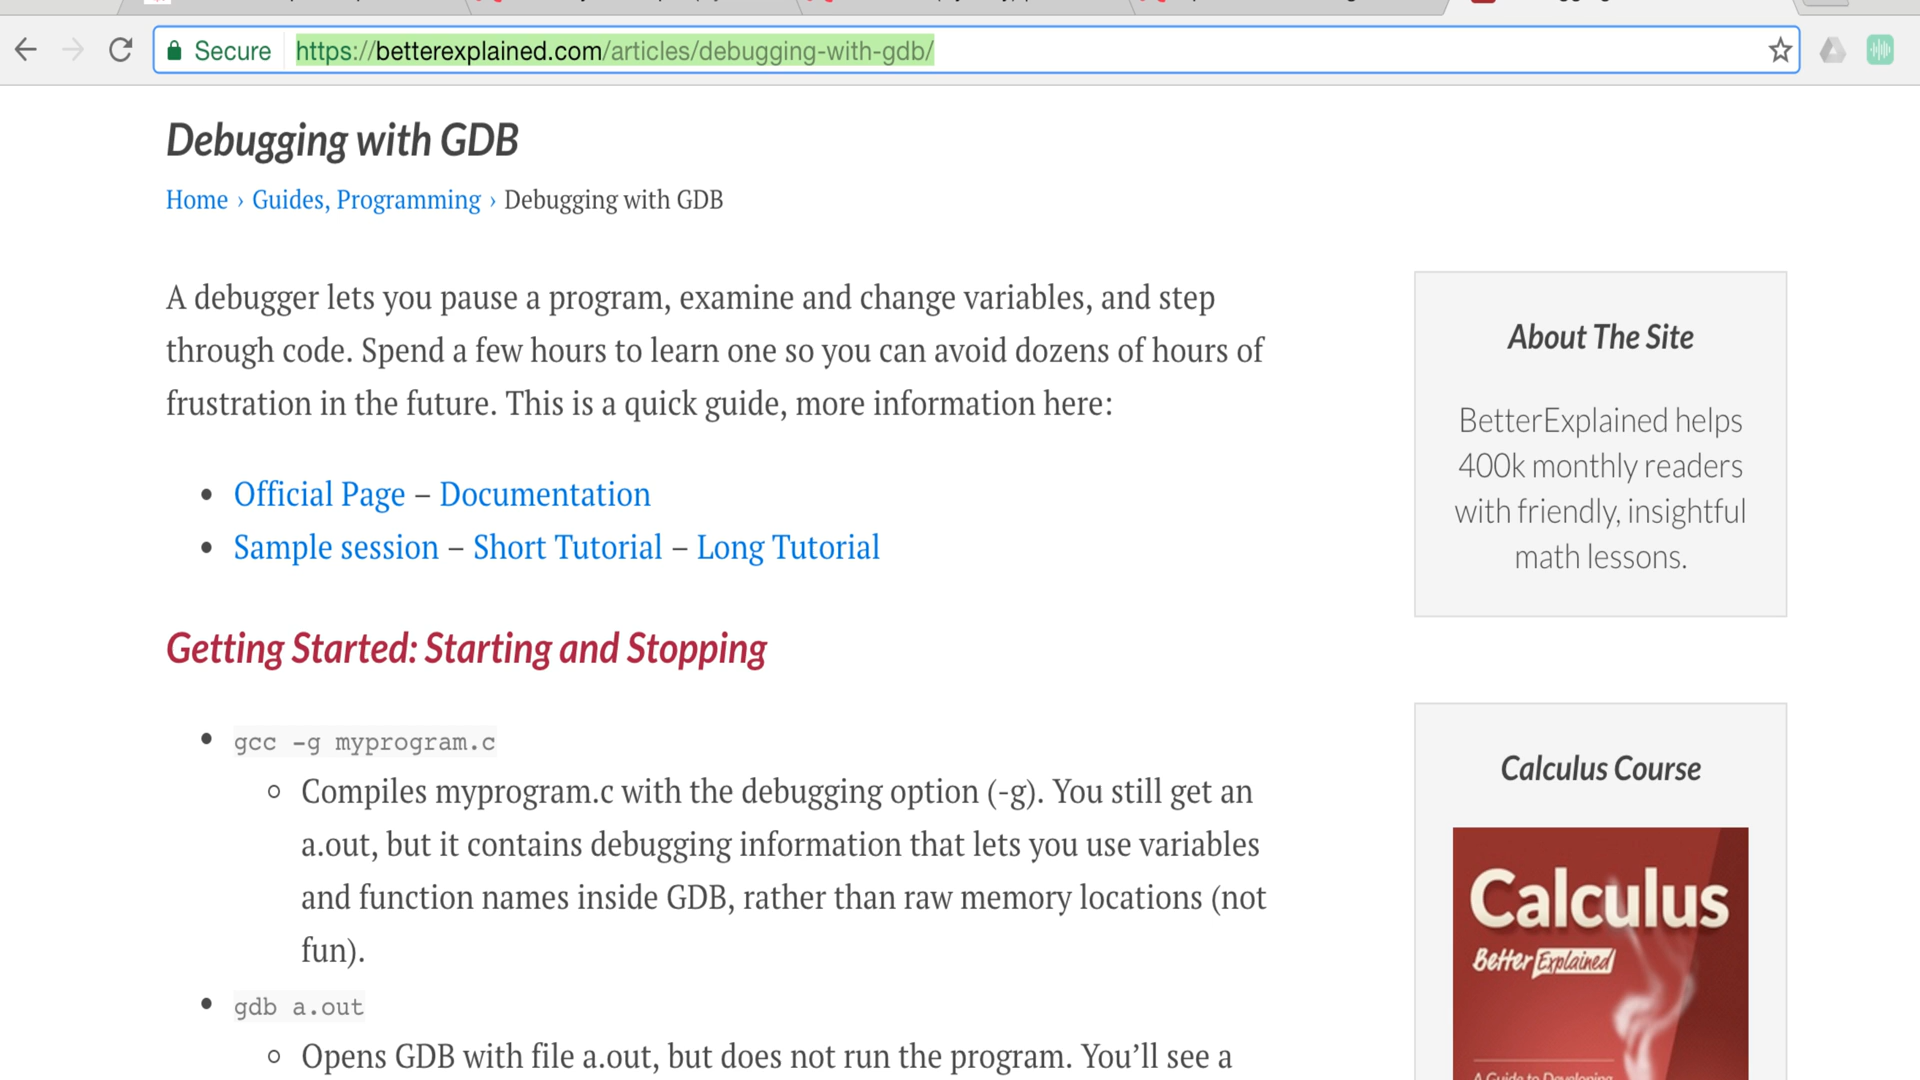 Secure https://betterexplained.com/articles/debugging-with-gdb/
Debugging with GDB
Home › Guides, Programming › Debugging with GDB
A debugger lets you pause a program, examine and change variables, and step
through code. Spend a few hours to learn one so you can avoid dozens of hours of
frustration in the future. This is a quick guide, more information here:
• Official Page – Documentation
• Sample session – Short Tutorial – Long Tutorial
Getting Started: Starting and Stopping
• gcc -g myprogram.c
◦ Compiles myprogram.c with the debugging option (-g). You still get an
a.out, but it contains debugging information that lets you use variables
and function names inside GDB, rather than raw memory locations (not
fun).
• gdb a.out
◦ Opens GDB with file a.out, but does not run the program. You’ll see a
About The Site
BetterExplained helps
400k monthly readers
with friendly, insightful
math lessons.
Calculus Course
Calculus
Better Explained
A Guide to Developing